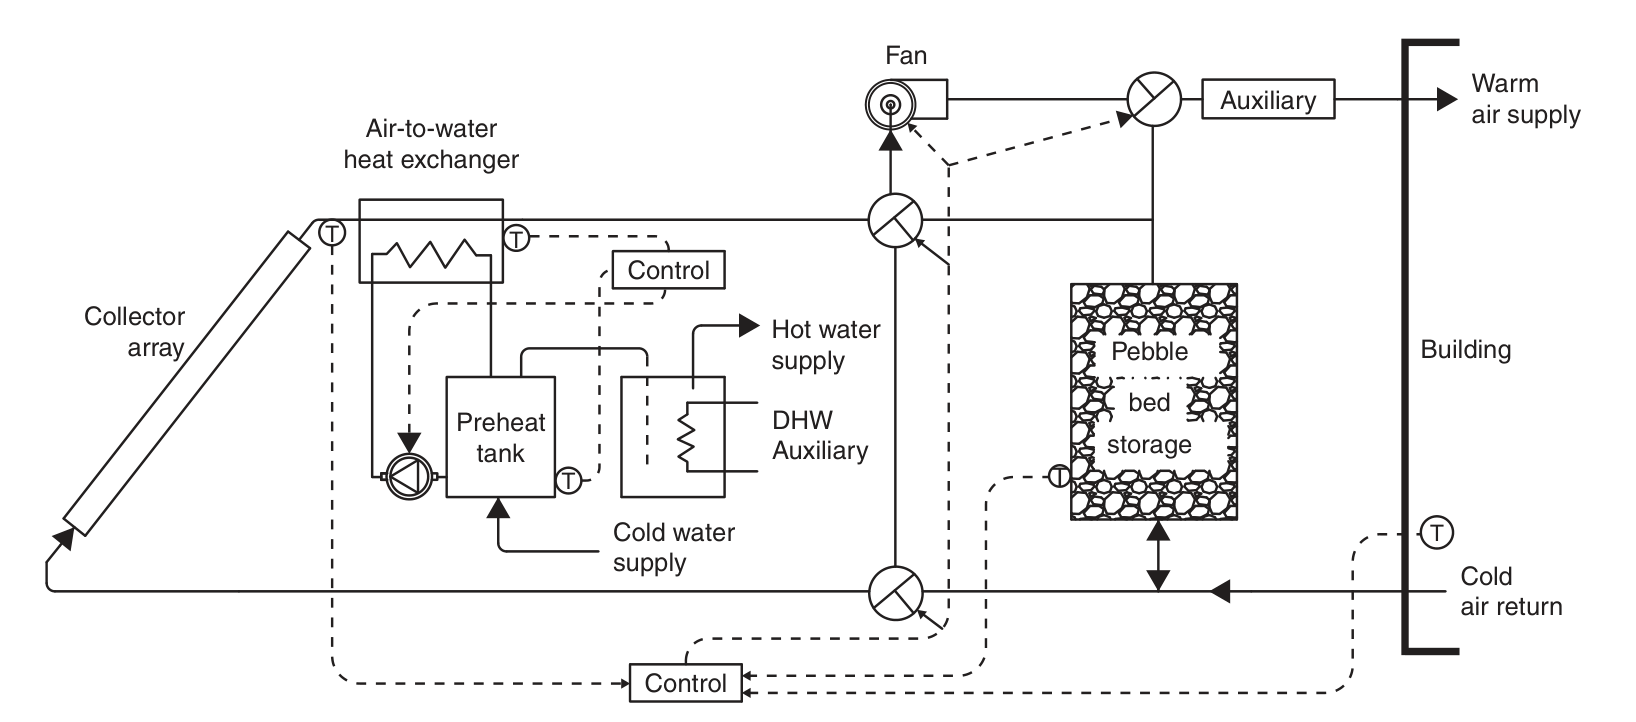 Fan
Warm
air supply
Auxiliary
Air-to-water
heat exchanger
T
T
Control
Collector
array
Hot water
supply
Building
Pebble
bed
storage
Preheat
tank
DHW
Auxiliary
T
T
T
Cold water
supply
Cold
air return
Control